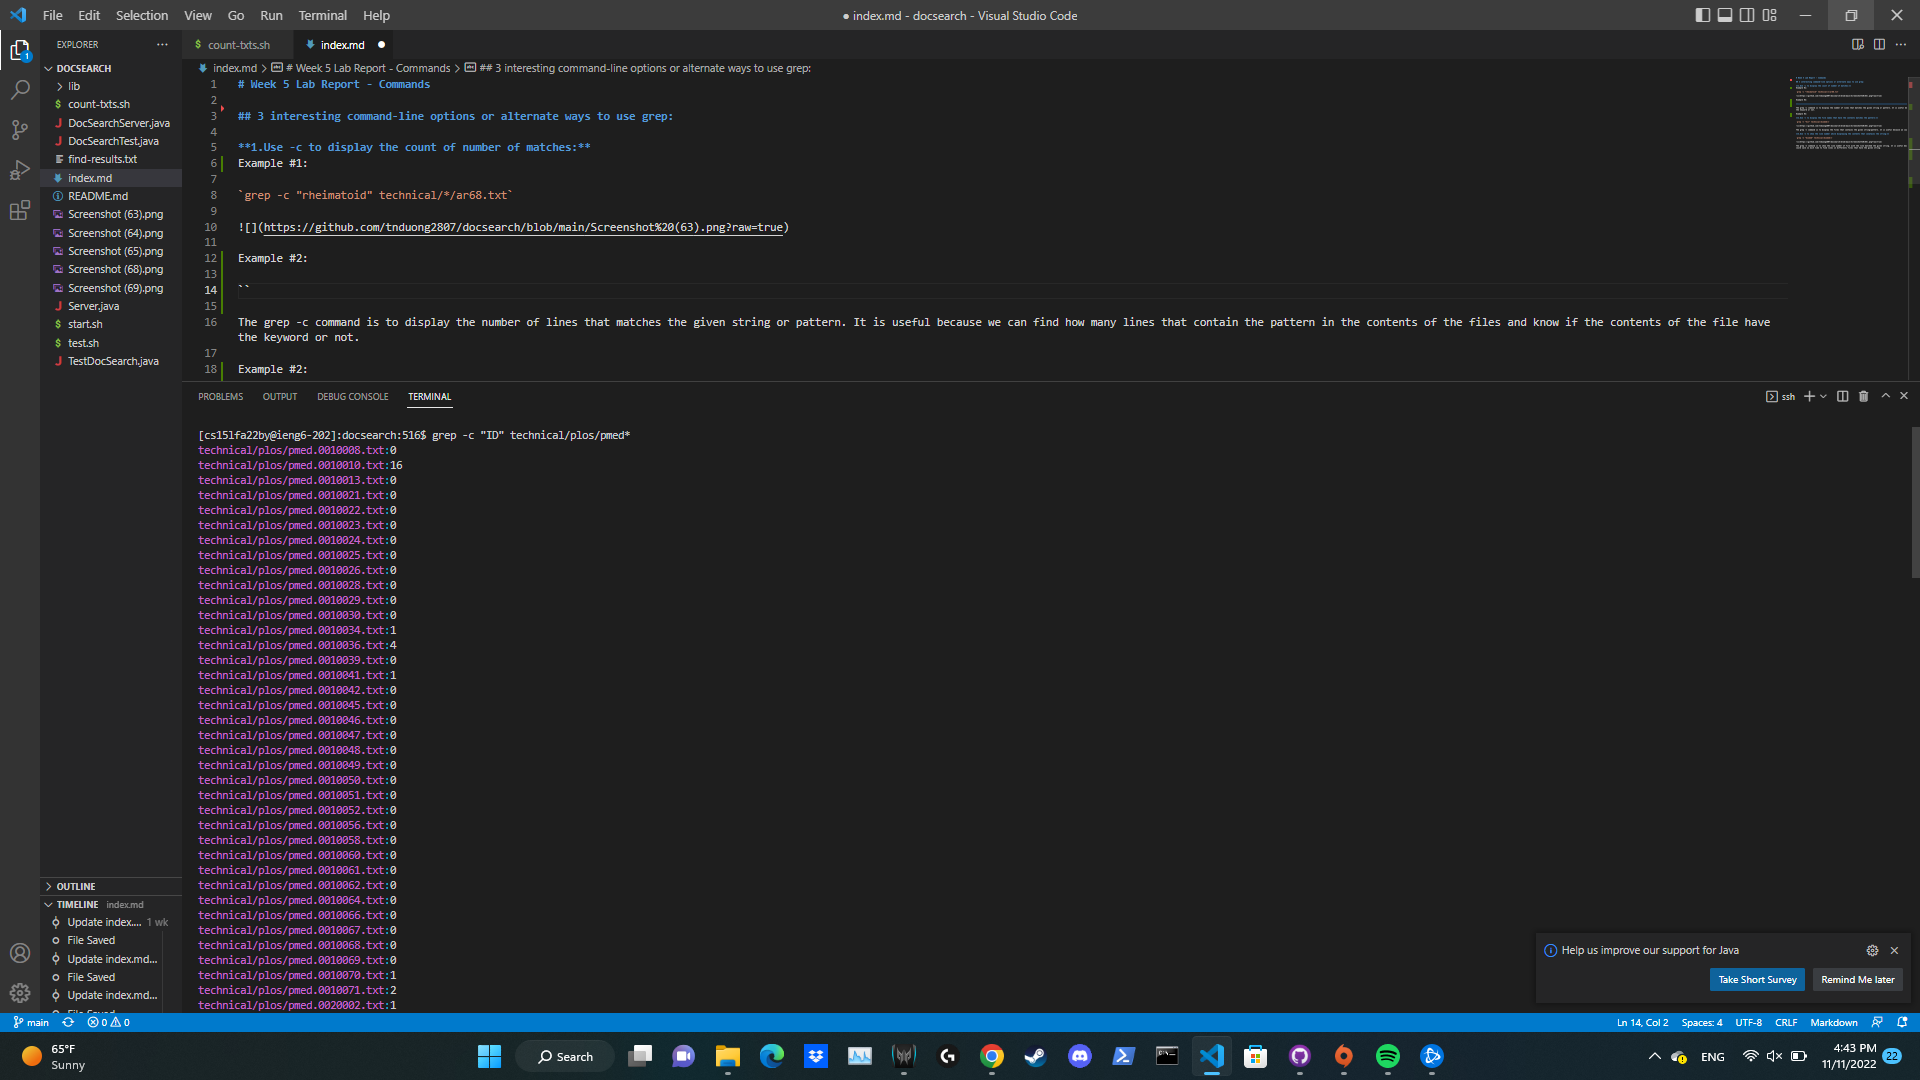 File Edit Selection View Go Run Terminal Help
● index.md - docsearch - Visual Studio Code
EXPLORER
DOCSEARCH
lib
$ count-txts.sh
J DocSearchServer.java
J DocSearchTest.java
find-results.txt
index.md
README.md
Screenshot (63).png
Screenshot (64).png
Screenshot (65).png
Screenshot (68).png
Screenshot (69).png
J Server.java
$ start.sh
$ test.sh
J TestDocSearch.java
OUTLINE
TIMELINE index.md
Update index.... 1 wk
File Saved
Update index.md...
File Saved
Update index.md...
File Saved
$ count-txts.sh
index.md ●
index.md > # Week 5 Lab Report - Commands > ## 3 interesting command-line options or alternate ways to use grep:
1 # Week 5 Lab Report - Commands
2
3 ## 3 interesting command-line options or alternate ways to use grep:
4
5 **1.Use -c to display the count of number of matches:**
6 Example #1:
7
8 `grep -c "rheimatoid" technical/*/ar68.txt`
9
10 ![](https://github.com/tnduong2807/docsearch/blob/main/Screenshot%20(63).png?raw=true)
11
12 Example #2:
13
14 ``
15
16 The grep -c command is to display the number of lines that matches the given string or pattern. It is useful because we can find how many lines that contain the pattern in the contents of the files and know if the contents of the file have
the keyword or not.
17
18 Example #2:
PROBLEMS OUTPUT DEBUG CONSOLE TERMINAL
ssh
[cs15lfa22by@ieng6-202]:docsearch:516$ grep -c "ID" technical/plos/pmed*
technical/plos/pmed.0010008.txt:0
technical/plos/pmed.0010010.txt:16
technical/plos/pmed.0010013.txt:0
technical/plos/pmed.0010021.txt:0
technical/plos/pmed.0010022.txt:0
technical/plos/pmed.0010023.txt:0
technical/plos/pmed.0010024.txt:0
technical/plos/pmed.0010025.txt:0
technical/plos/pmed.0010026.txt:0
technical/plos/pmed.0010028.txt:0
technical/plos/pmed.0010029.txt:0
technical/plos/pmed.0010030.txt:0
technical/plos/pmed.0010034.txt:1
technical/plos/pmed.0010036.txt:4
technical/plos/pmed.0010039.txt:0
technical/plos/pmed.0010041.txt:1
technical/plos/pmed.0010042.txt:0
technical/plos/pmed.0010045.txt:0
technical/plos/pmed.0010046.txt:0
technical/plos/pmed.0010047.txt:0
technical/plos/pmed.0010048.txt:0
technical/plos/pmed.0010049.txt:0
technical/plos/pmed.0010050.txt:0
technical/plos/pmed.0010051.txt:0
technical/plos/pmed.0010052.txt:0
technical/plos/pmed.0010056.txt:0
technical/plos/pmed.0010058.txt:0
technical/plos/pmed.0010060.txt:0
technical/plos/pmed.0010061.txt:0
technical/plos/pmed.0010062.txt:0
technical/plos/pmed.0010064.txt:0
technical/plos/pmed.0010066.txt:0
technical/plos/pmed.0010067.txt:0
technical/plos/pmed.0010068.txt:0
technical/plos/pmed.0010069.txt:0
technical/plos/pmed.0010070.txt:1
technical/plos/pmed.0010071.txt:2
technical/plos/pmed.0020002.txt:1
Help us improve our support for Java
Take Short Survey
Remind Me later
main
0 0
Ln 14, Col 2 Spaces: 4 UTF-8 CRLF Markdown
65°F
Sunny
Search
ENG
4:43 PM
11/11/2022
22